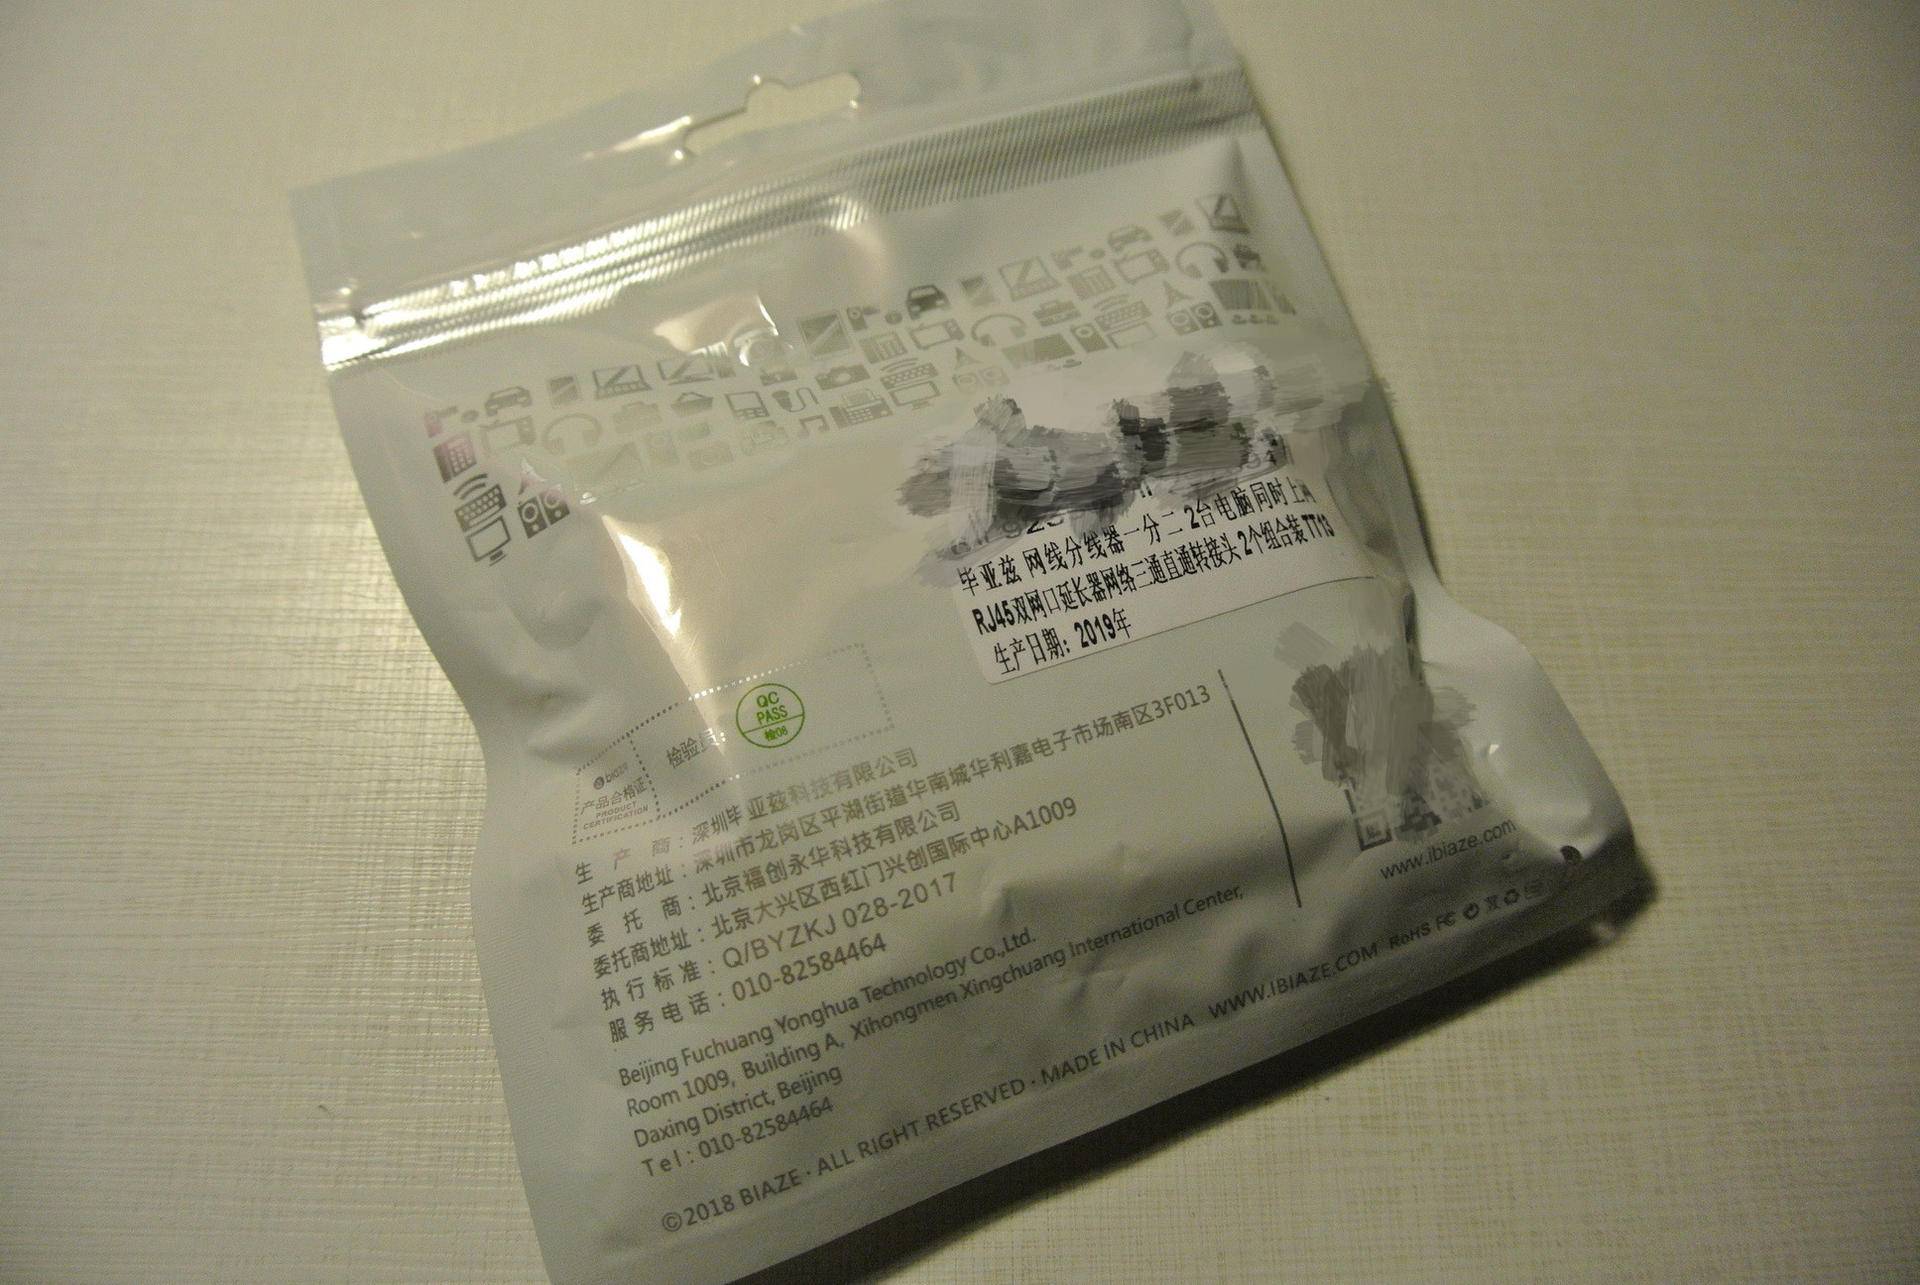 毕亚兹 网线分线器一分二 2台电脑同时上网
RJ45双网口延长器网络三通直通转接头 2个组合装 TT13
生产日期：2019年
QC
PASS
检08
检验员：
产品合格证
PRODUCT
CERTIFICATION
生产商：深圳毕亚兹科技有限公司
生产商地址：深圳市龙岗区平湖街道华南城华利嘉电子市场南区3F013
委托商：北京福创永华科技有限公司
委托商地址：北京大兴区西红门兴创国际中心A1009
执行标准：Q/BYZKJ 028-2017
服务电话：010-82584464
Beijing Fuchuang Yonghua Technology Co.,Ltd.
Room 1009, Building A, Xihongmen Xingchuang International Center,
Daxing District, Beijing
Tel：010-82584464
www.ibiaze.com
©2018 BIAZE · ALL RIGHT RESERVED · MADE IN CHINA WWW.IBIAZE.COM RoHS FC